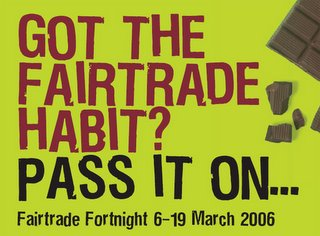 GOT THE
FAIRTRADE
HABIT?
PASS IT ON...
Fairtrade Fortnight 6-19 March 2006